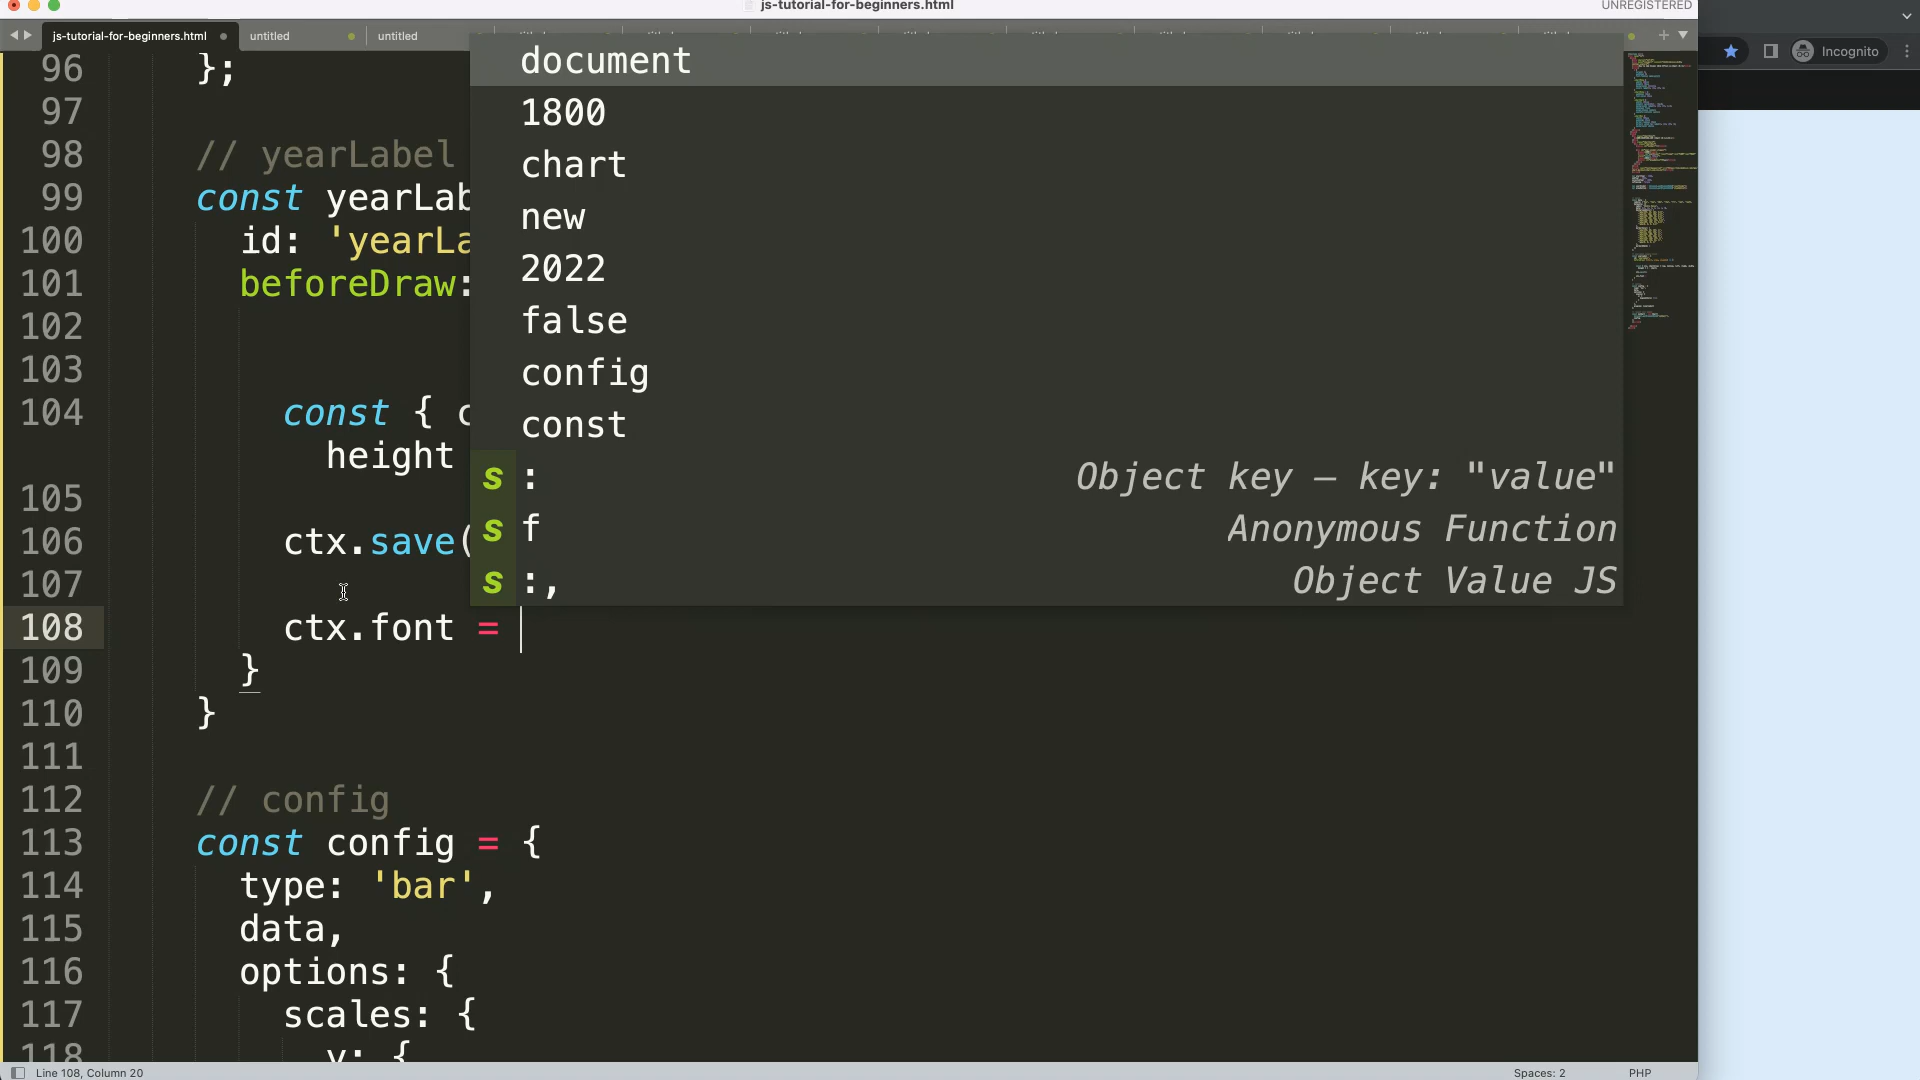 js-tutorial-for-beginners.html
UNREGISTERED
js-tutorial-for-beginners.html
untitled
untitled
Incognito
document
1800
chart
new
2022
false
config
const
s : Object key — key: "value"
s f Anonymous Function
s :, Object Value JS
96 };
97
98 // yearLabel
99 const yearLab
100 id: 'yearLa
101 beforeDraw:
102
103
104 const { c
height
105
106 ctx.save(
107
108 ctx.font =
109 }
110 }
111
112 // config
113 const config = {
114 type: 'bar',
115 data,
116 options: {
117 scales: {
118 y: {
Line 108, Column 20
Spaces: 2
PHP